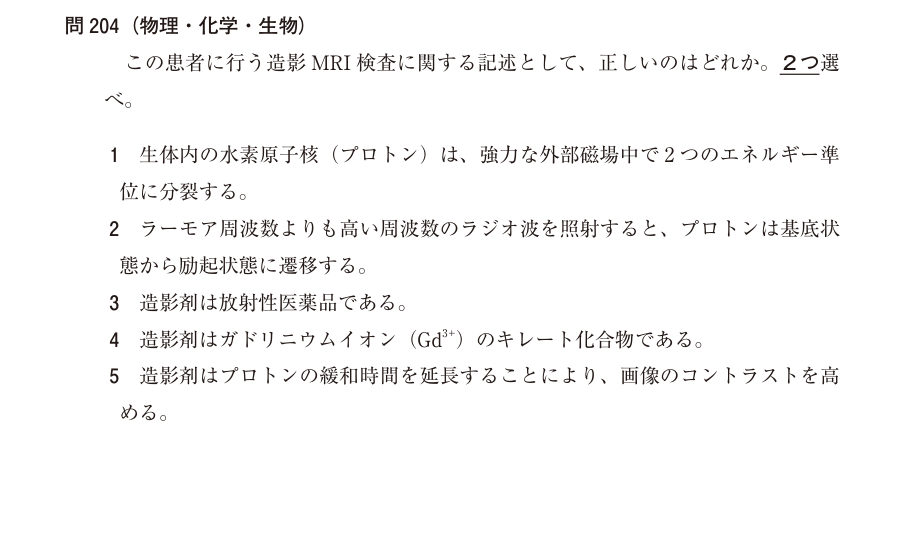 問 204（物理・化学・生物）
この患者に行う造影 MRI 検査に関する記述として、正しいのはどれか。２つ選
べ。
1　生体内の水素原子核（プロトン）は、強力な外部磁場中で２つのエネルギー準
位に分裂する。
2　ラーモア周波数よりも高い周波数のラジオ波を照射すると、プロトンは基底状
態から励起状態に遷移する。
3　造影剤は放射性医薬品である。
4　造影剤はガドリニウムイオン（Gd³⁺）のキレート化合物である。
5　造影剤はプロトンの緩和時間を延長することにより、画像のコントラストを高
める。